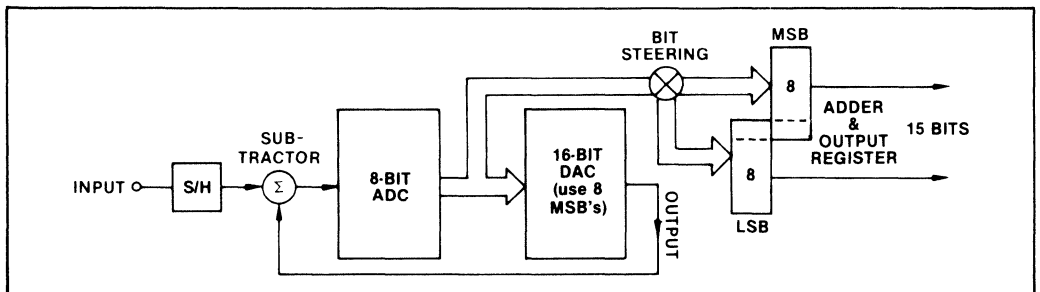 BIT
STEERING
MSB
8
ADDER
&
OUTPUT
REGISTER
15 BITS
SUB-
TRACTOR
INPUT
S/H
Σ
8-BIT
ADC
16-BIT
DAC
(use 8
MSB's)
OUTPUT
8
LSB